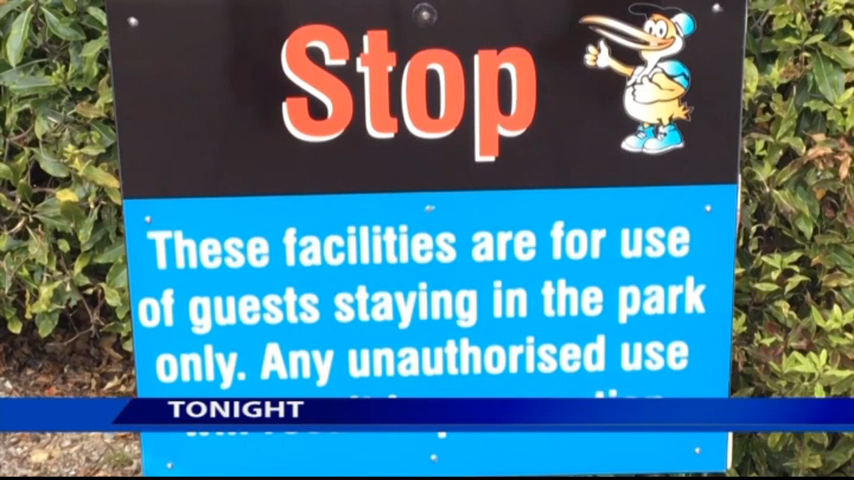 Stop
These facilities are for use
of guests staying in the park
only. Any unauthorised use
TONIGHT